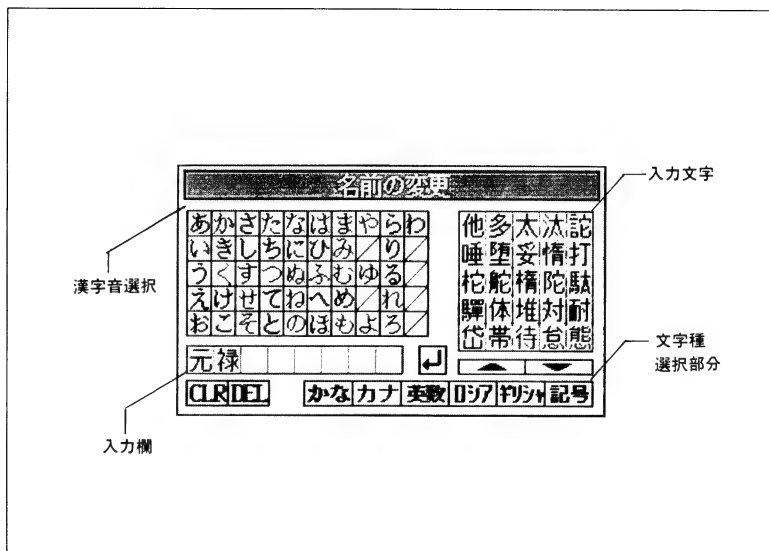 名前の変更
入力文字
漢字音選択
あかさたなはまやらわ
いきしちにひみ／り／
うくすつぬふむゆる／
えけせてねへめ／れ／
おこそとのほもよろ／
他多太汰詑
唾堕妥惰打
柁舵楕陀駄
驒体堆対耐
岱帯待怠態
元禄
文字種
選択部分
CLR DEL かな カナ 英数 ロシア ギリシャ 記号
入力欄